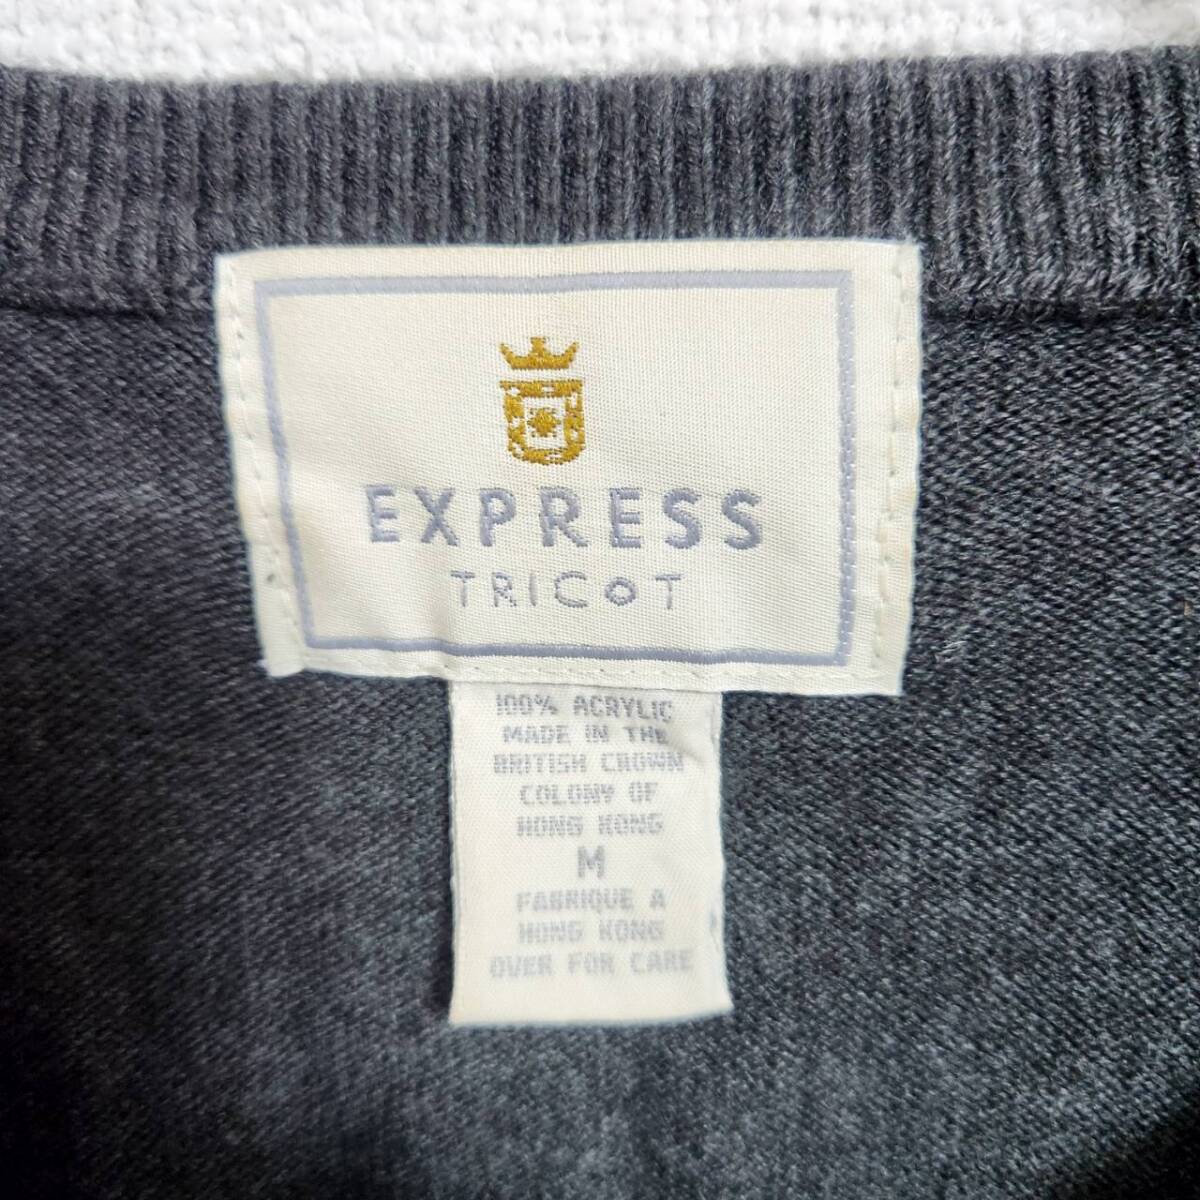 EXPRESS
TRICOT
100% ACRYLIC
MADE IN THE
BRITISH CROWN
COLONY OF
HONG KONG
M
FABRIQUE A
HONG KONG
OVER FOR CARE